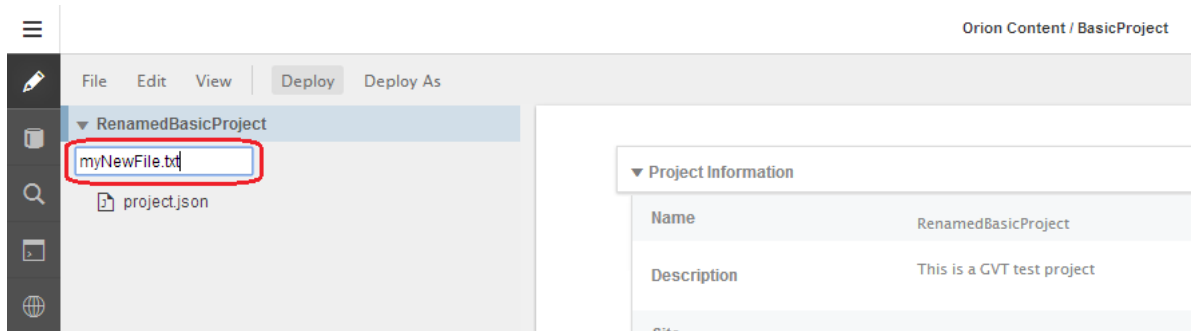 Orion Content / BasicProject
File Edit View Deploy Deploy As
RenamedBasicProject
myNewFile.txt
project.json
Project Information
Name RenamedBasicProject
Description This is a GVT test project